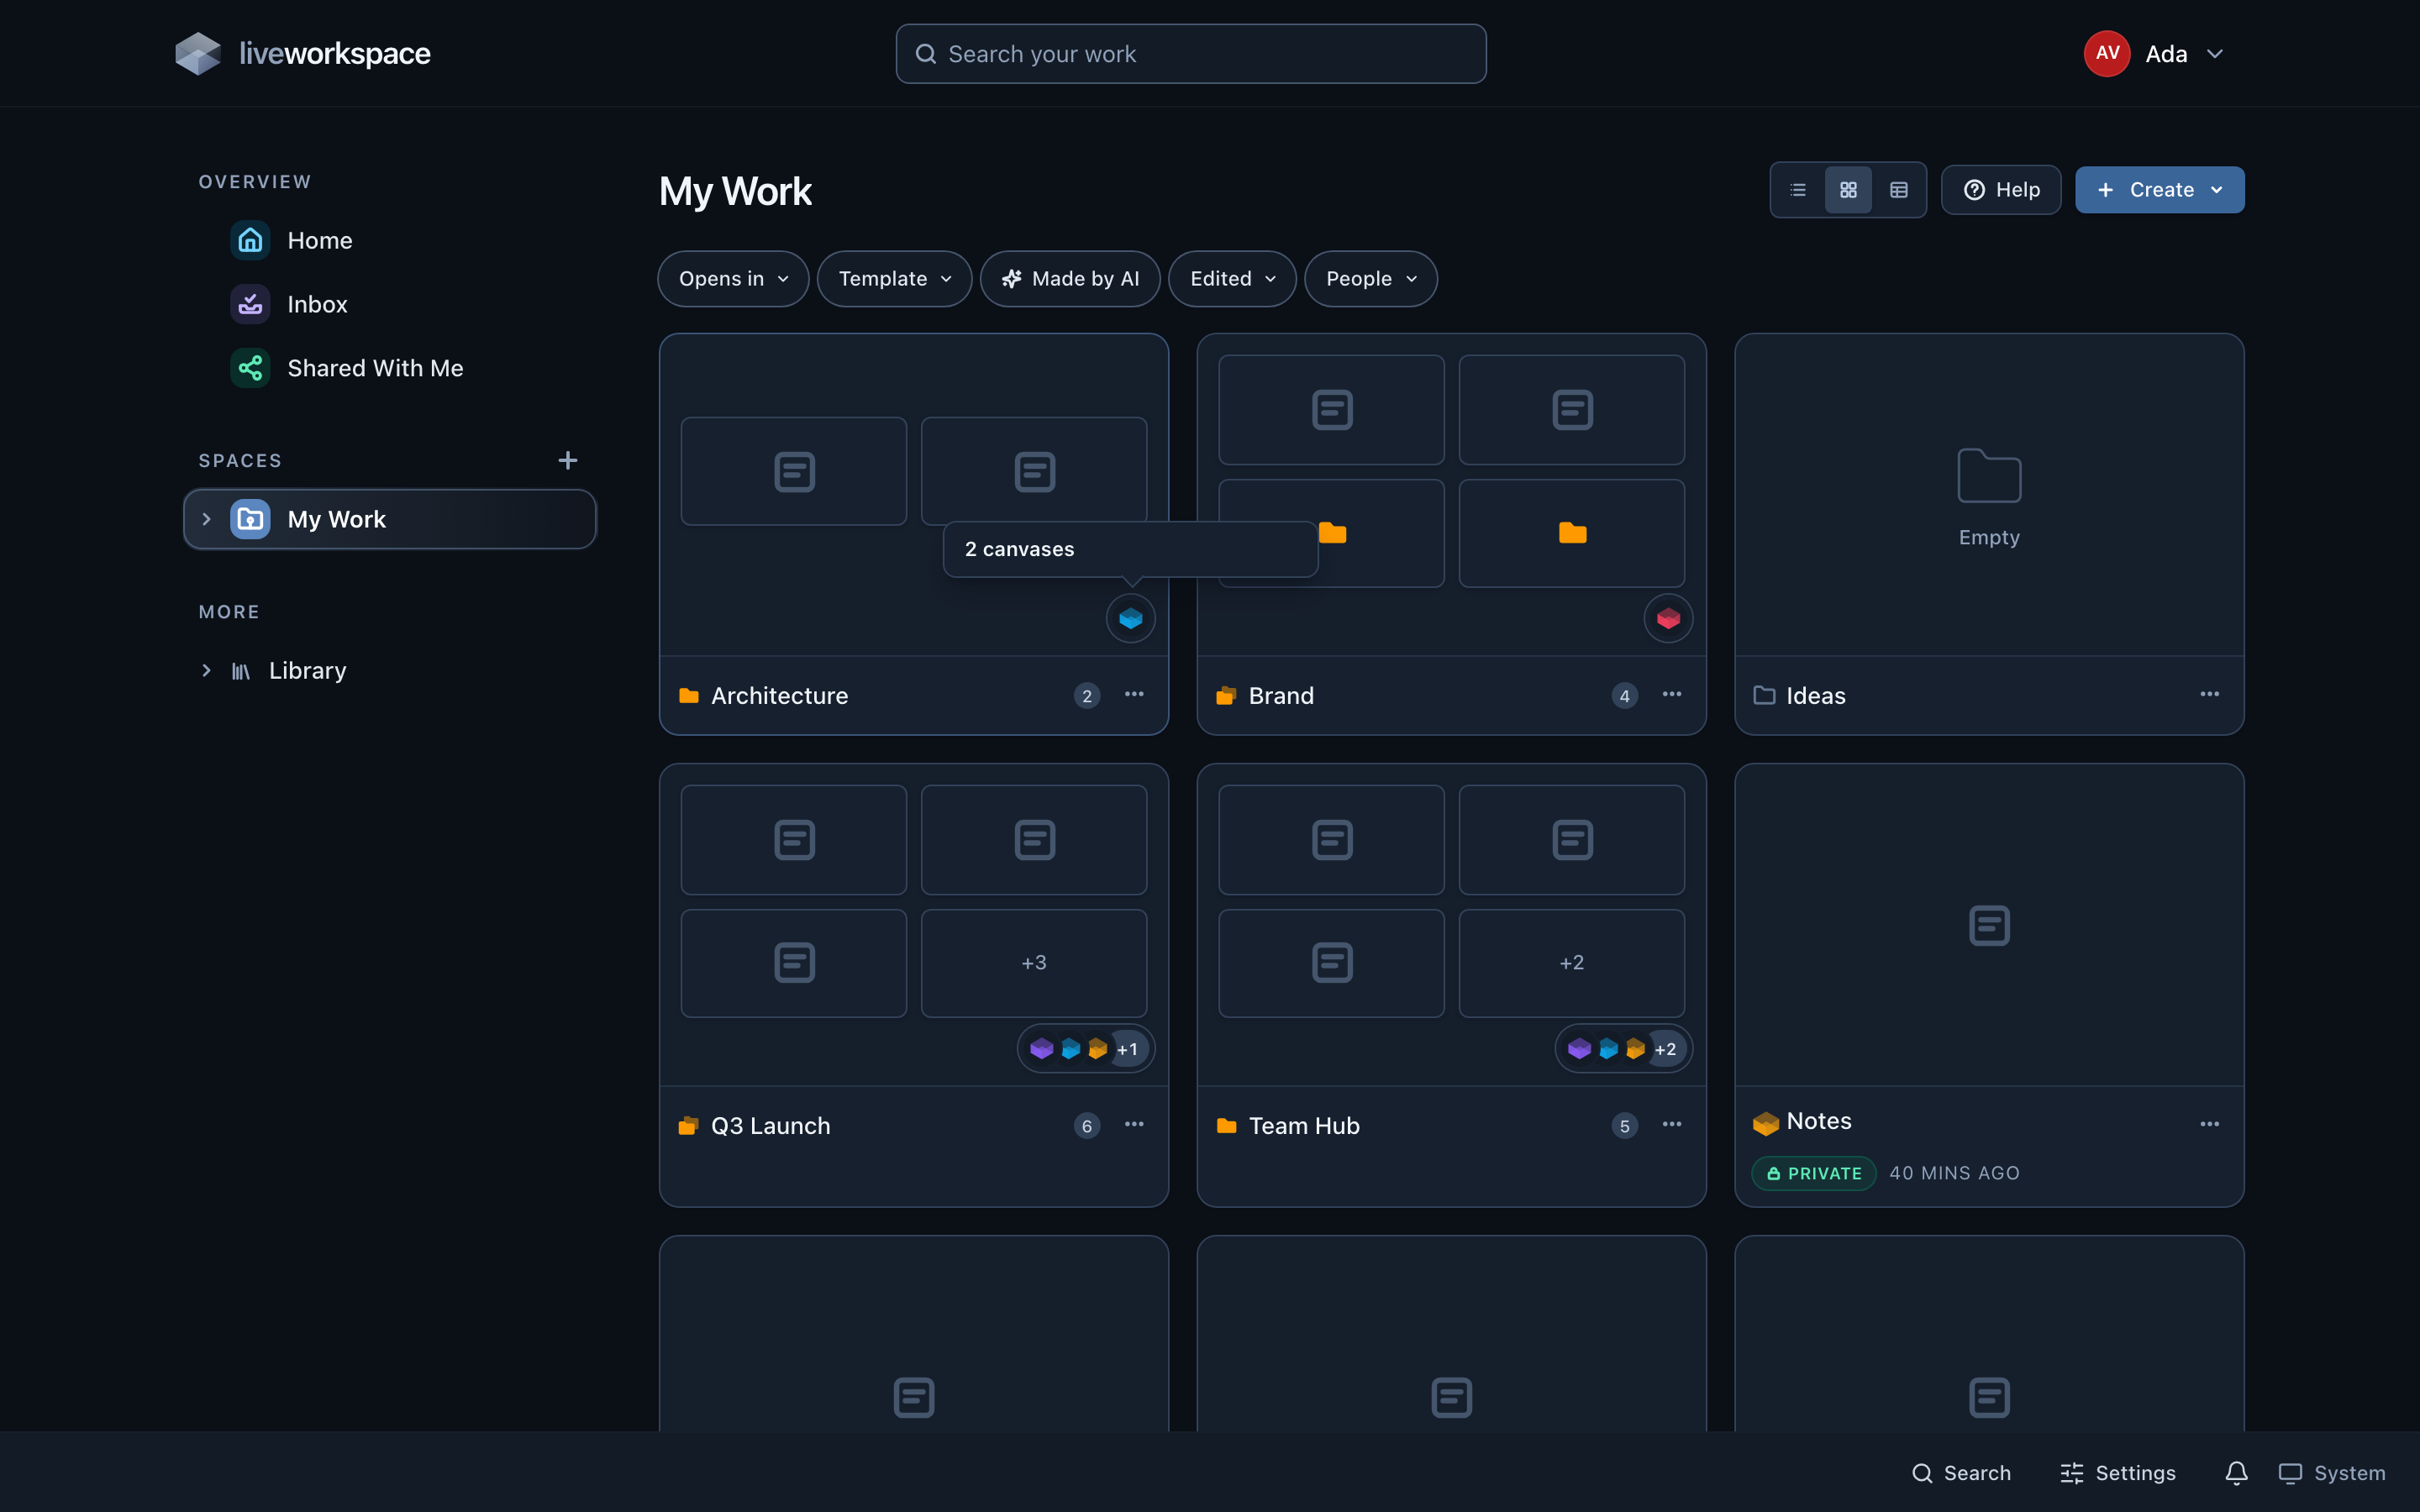 liveworkspace
Search your work
AV Ada
OVERVIEW
Home
Inbox
Shared With Me
SPACES
My Work
MORE
Library
My Work
Help
Create
Opens in
Template
Made by AI
Edited
People
2 canvases
Architecture 2
Brand 4
Empty
Ideas
+3
+1
Q3 Launch 6
+2
+2
Team Hub 5
Notes
PRIVATE 40 MINS AGO
Search
Settings
System